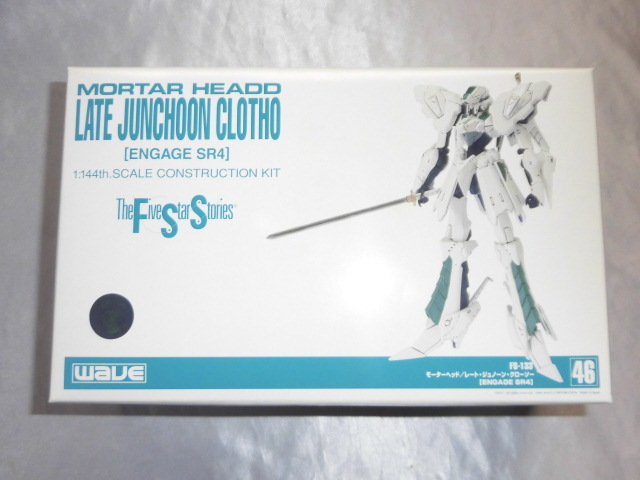 MORTAR HEADD
LATE JUNCHOON CLOTHO
[ENGAGE SR4]
1:144th.SCALE CONSTRUCTION KIT
The Five Star Stories
WAVE
FS-133
モーターヘッド/レート・ジュノーン・クローソー
[ENGAGE SR4]
46